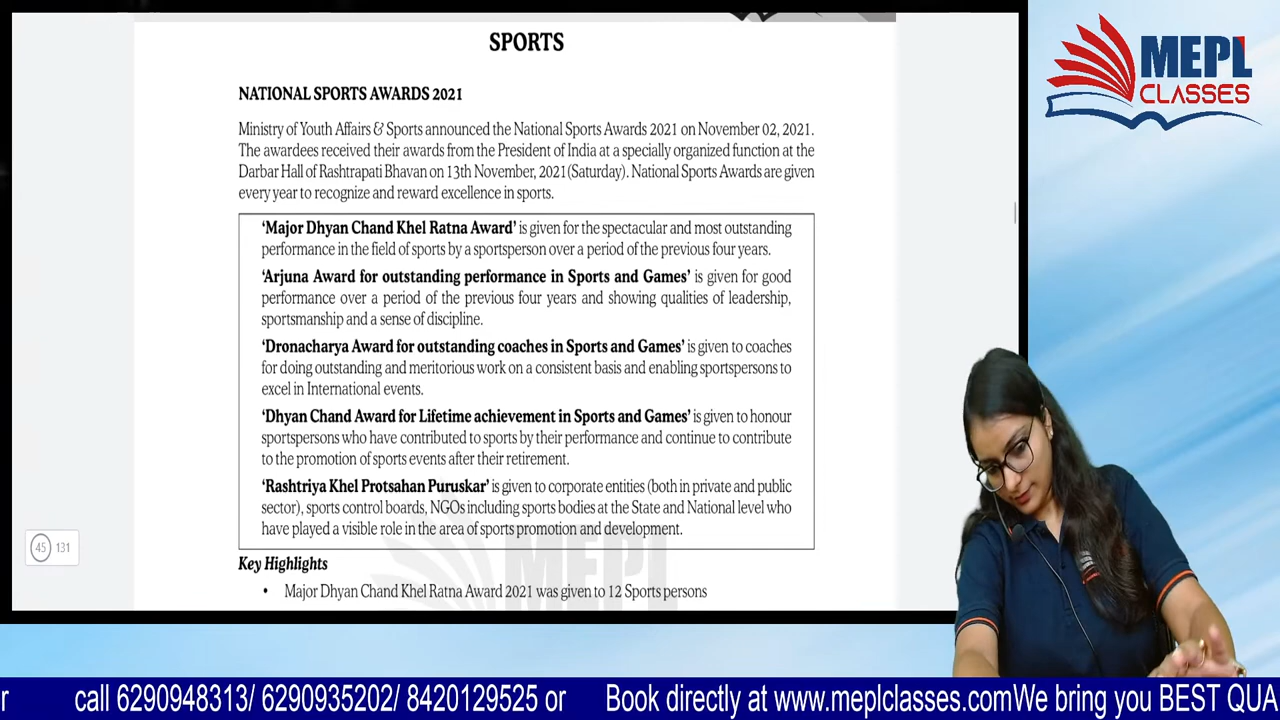 SPORTS
NATIONAL SPORTS AWARDS 2021
Ministry of Youth Affairs & Sports announced the National Sports Awards 2021 on November 02, 2021.
The awardees received their awards from the President of India at a specially organized function at the
Darbar Hall of Rashtrapati Bhavan on 13th November, 2021(Saturday). National Sports Awards are given
every year to recognize and reward excellence in sports.
'Major Dhyan Chand Khel Ratna Award' is given for the spectacular and most outstanding
performance in the field of sports by a sportsperson over a period of the previous four years.
'Arjuna Award for outstanding performance in Sports and Games' is given for good
performance over a period of the previous four years and showing qualities of leadership,
sportsmanship and a sense of discipline.
'Dronacharya Award for outstanding coaches in Sports and Games' is given to coaches
for doing outstanding and meritorious work on a consistent basis and enabling sportspersons to
excel in International events.
'Dhyan Chand Award for Lifetime achievement in Sports and Games' is given to honour
sportspersons who have contributed to sports by their performance and continue to contribute
to the promotion of sports events after their retirement.
'Rashtriya Khel Protsahan Puruskar' is given to corporate entities (both in private and public
sector), sports control boards, NGOs including sports bodies at the State and National level who
have played a visible role in the area of sports promotion and development.
Key Highlights
• Major Dhyan Chand Khel Ratna Award 2021 was given to 12 Sports persons
45 131
MEPL
MEPL
CLASSES
r call 6290948313/ 6290935202/ 8420129525 or Book directly at www.meplclasses.comWe bring you BEST QUA